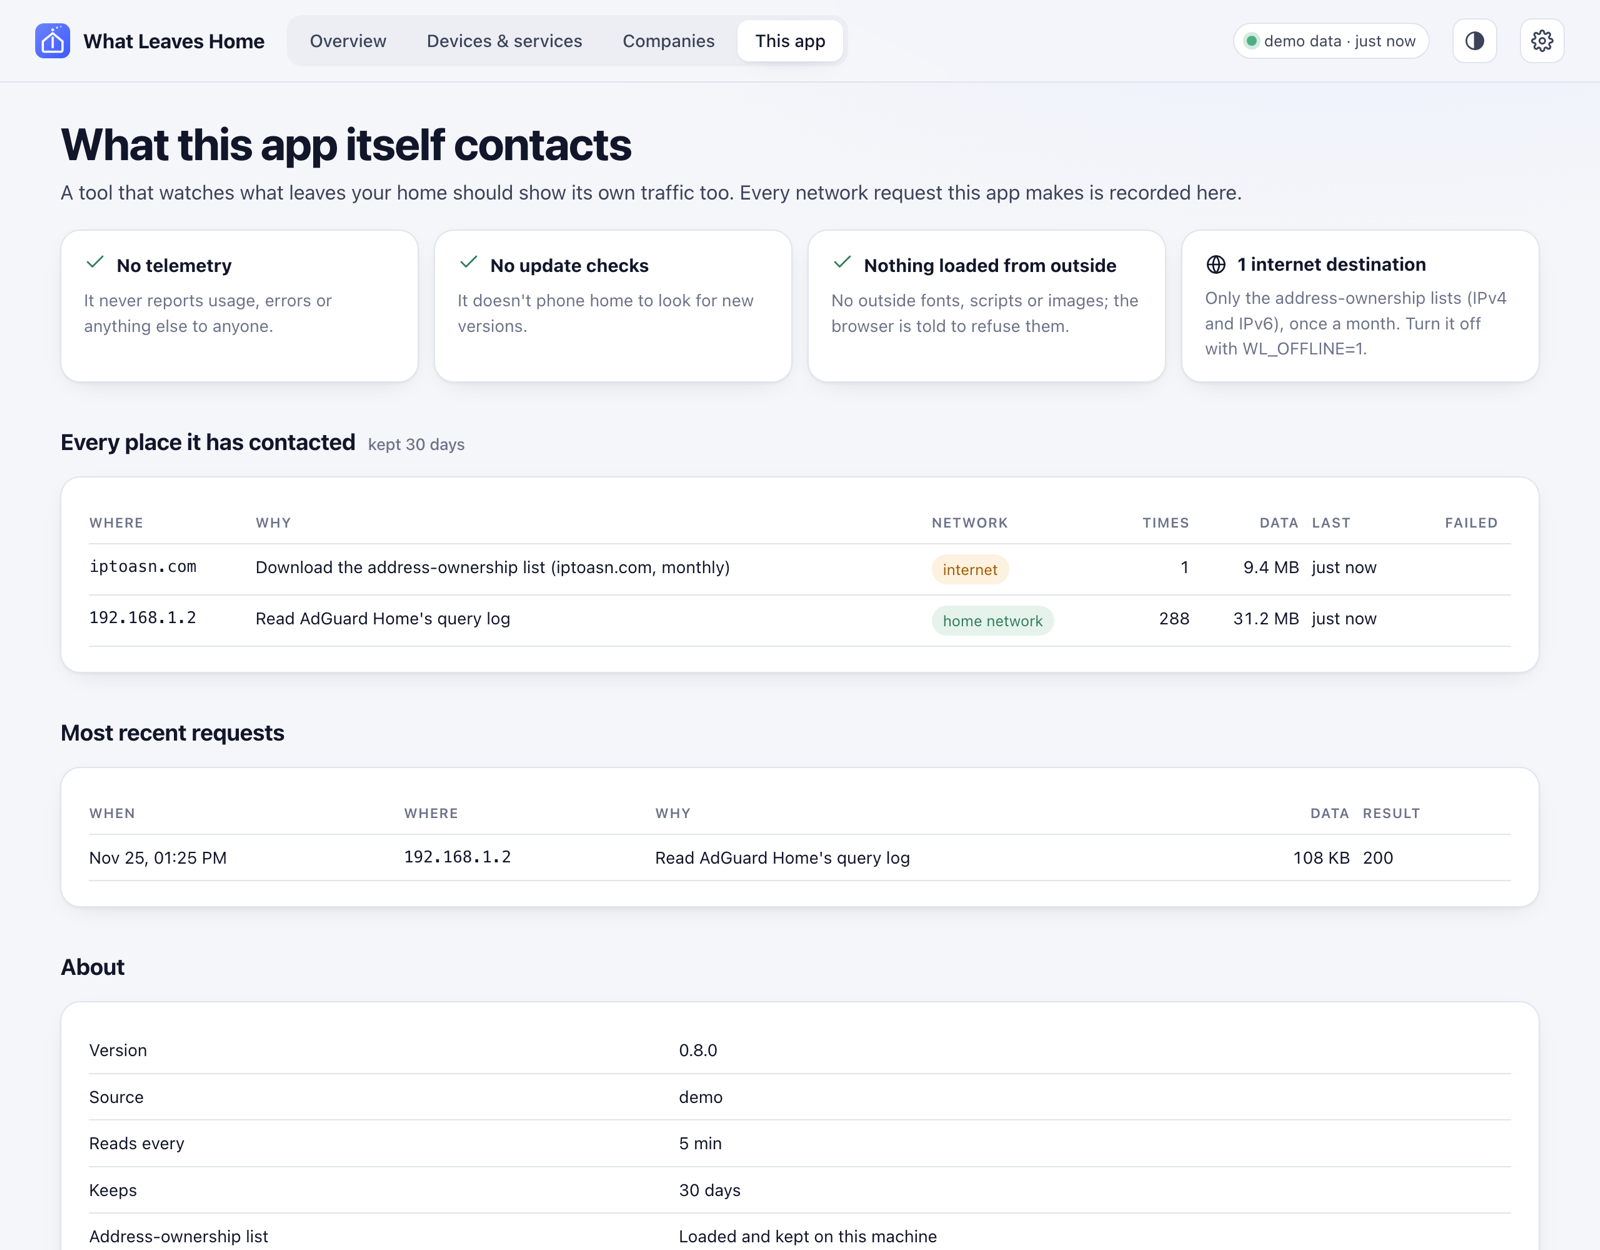 What Leaves Home
Overview
Devices & services
Companies
This app
demo data · just now
What this app itself contacts
A tool that watches what leaves your home should show its own traffic too. Every network request this app makes is recorded here.
No telemetry
It never reports usage, errors or
anything else to anyone.
No update checks
It doesn't phone home to look for new
versions.
Nothing loaded from outside
No outside fonts, scripts or images; the
browser is told to refuse them.
1 internet destination
Only the address-ownership lists (IPv4
and IPv6), once a month. Turn it off
with WL_OFFLINE=1.
Every place it has contacted kept 30 days
WHERE WHY NETWORK TIMES DATA LAST FAILED
iptoasn.com Download the address-ownership list (iptoasn.com, monthly) internet 1 9.4 MB just now
192.168.1.2 Read AdGuard Home's query log home network 288 31.2 MB just now
Most recent requests
WHEN WHERE WHY DATA RESULT
Nov 25, 01:25 PM 192.168.1.2 Read AdGuard Home's query log 108 KB 200
About
Version 0.8.0
Source demo
Reads every 5 min
Keeps 30 days
Address-ownership list Loaded and kept on this machine